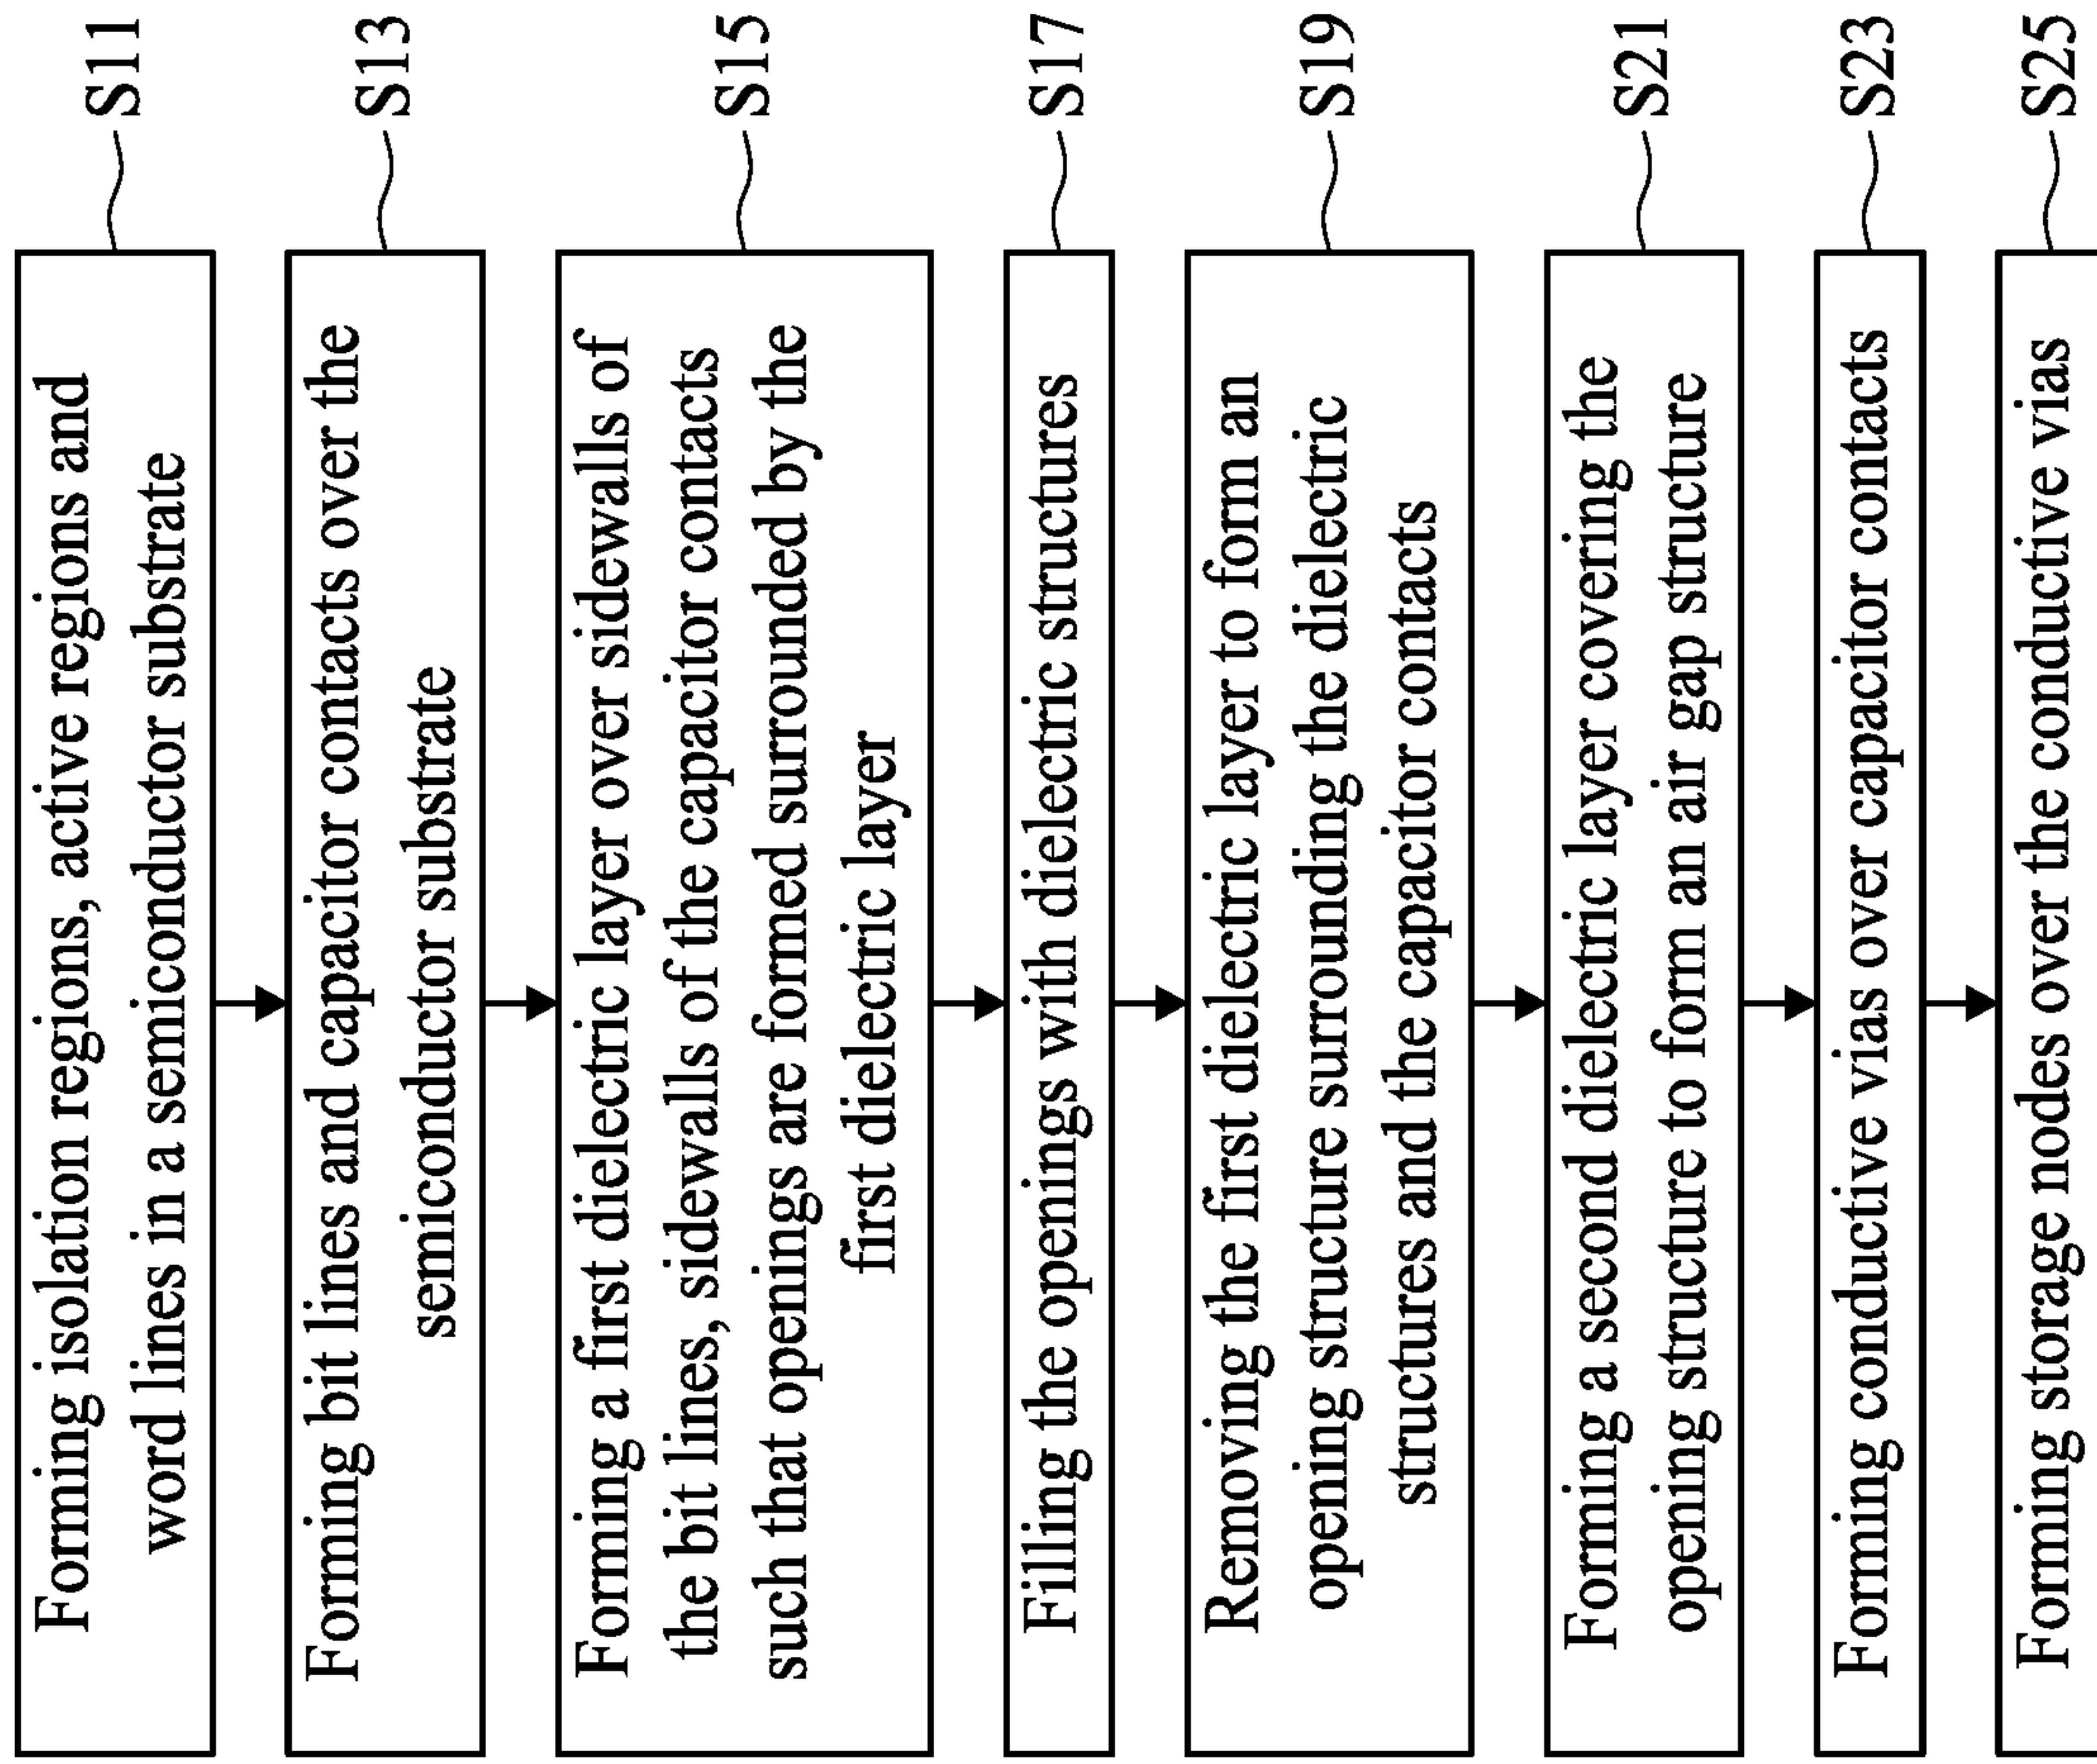 Forming isolation regions, active regions and
word lines in a semiconductor substrate
S11
Forming bit lines and capacitor contacts over the
semiconductor substrate
S13
Forming a first dielectric layer over sidewalls of
the bit lines, sidewalls of the capacitor contacts
such that openings are formed surrounded by the
first dielectric layer
S15
Filling the openings with dielectric structures
S17
Removing the first dielectric layer to form an
opening structure surrounding the dielectric
structures and the capacitor contacts
S19
Forming a second dielectric layer covering the
opening structure to form an air gap structure
S21
Forming conductive vias over capacitor contacts
S23
Forming storage nodes over the conductive vias
S25